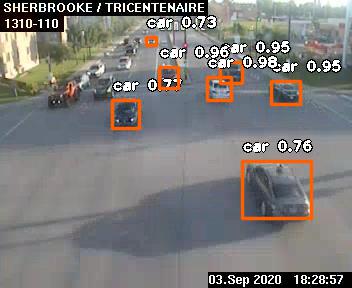 SHERBROOKE / TRICENTENAIRE
1310-110
car 0.73
car 0.96
car 0.95
car 0.98
car 0.95
car 0.77
car 0.76
03.Sep 2020 18:28:57